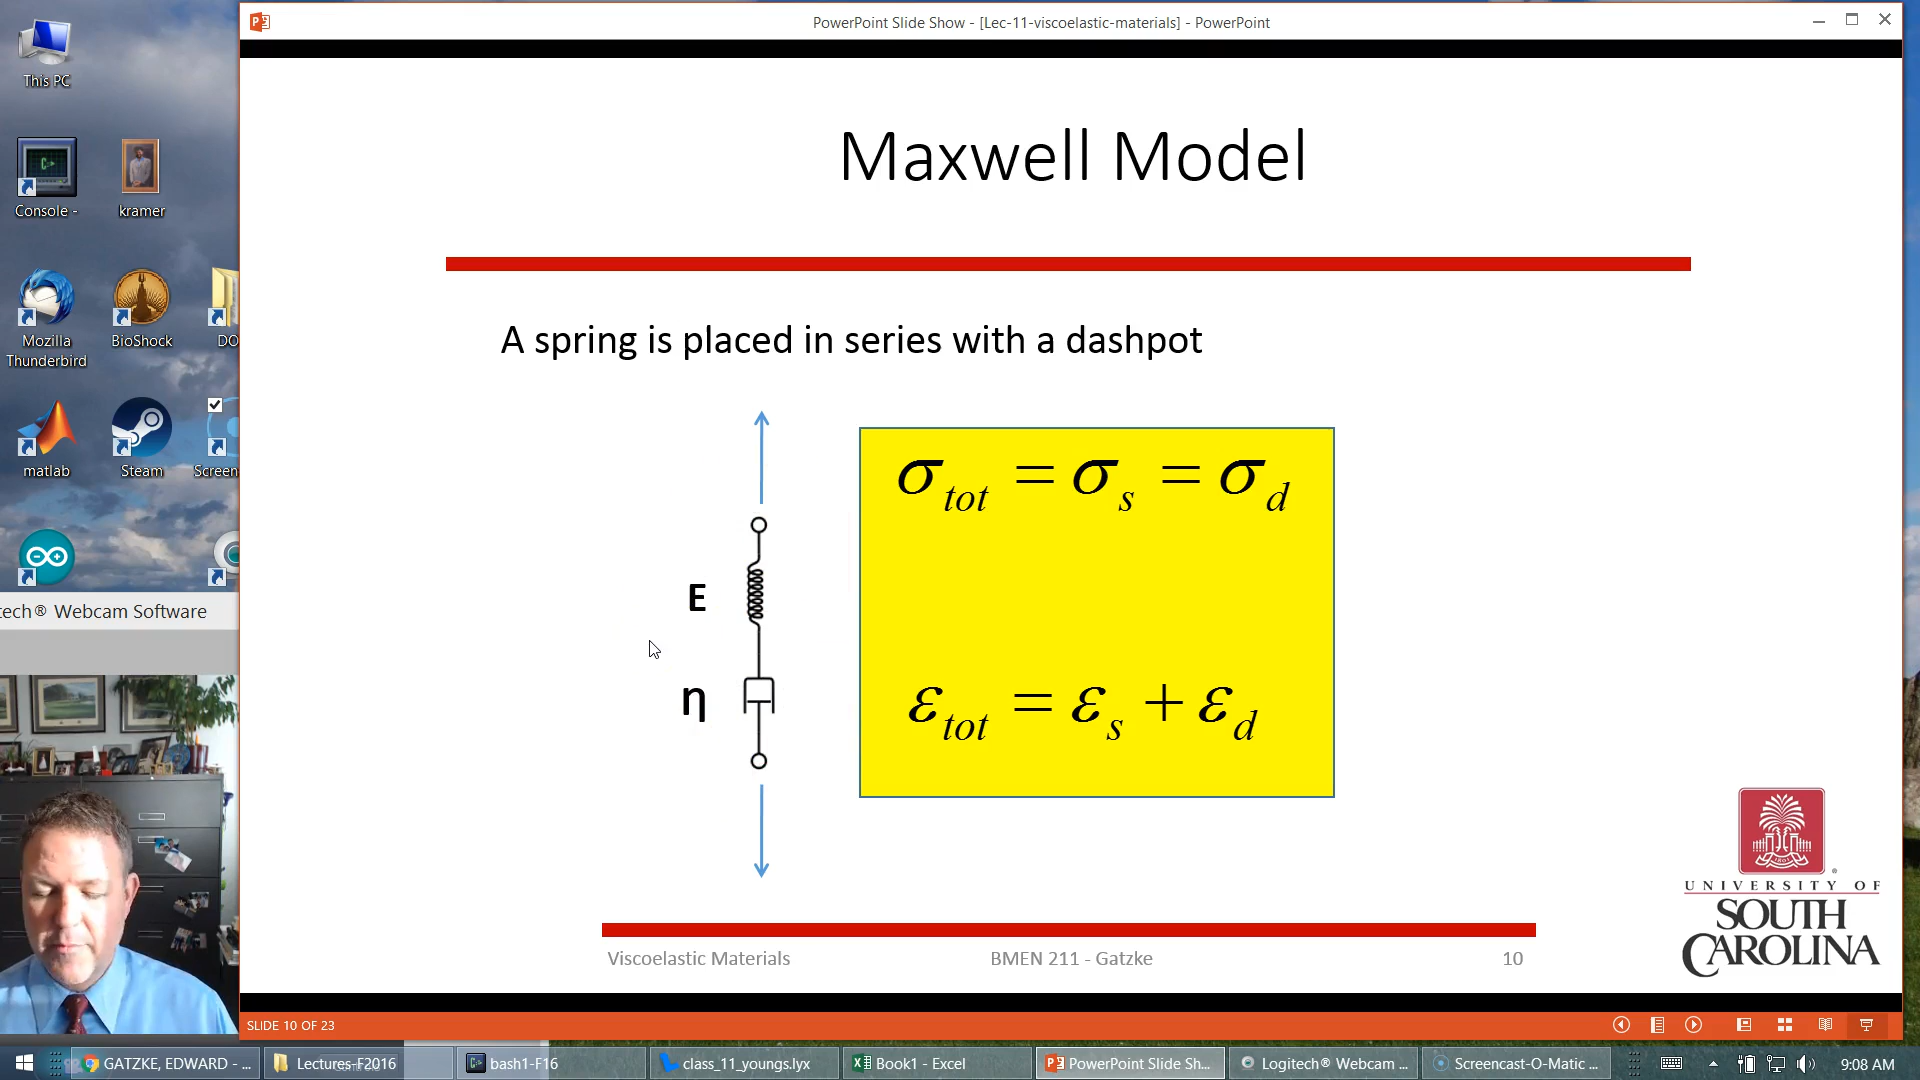 PowerPoint Slide Show - [Lec-11-viscoelastic-materials] - PowerPoint
This PC
Console -
kramer
Mozilla Thunderbird
BioShock
DO
matlab
Steam
Screen
tech® Webcam Software
Maxwell Model
A spring is placed in series with a dashpot
E
η
σ_tot = σ_s = σ_d
ε_tot = ε_s + ε_d
UNIVERSITY OF
SOUTH
CAROLINA
Viscoelastic Materials
BMEN 211 - Gatzke
10
SLIDE 10 OF 23
GATZKE, EDWARD - ...
Lectures-F2016
bash1-F16
class_11_youngs.lyx
Book1 - Excel
PowerPoint Slide Sh...
Logitech® Webcam ...
Screencast-O-Matic ...
9:08 AM